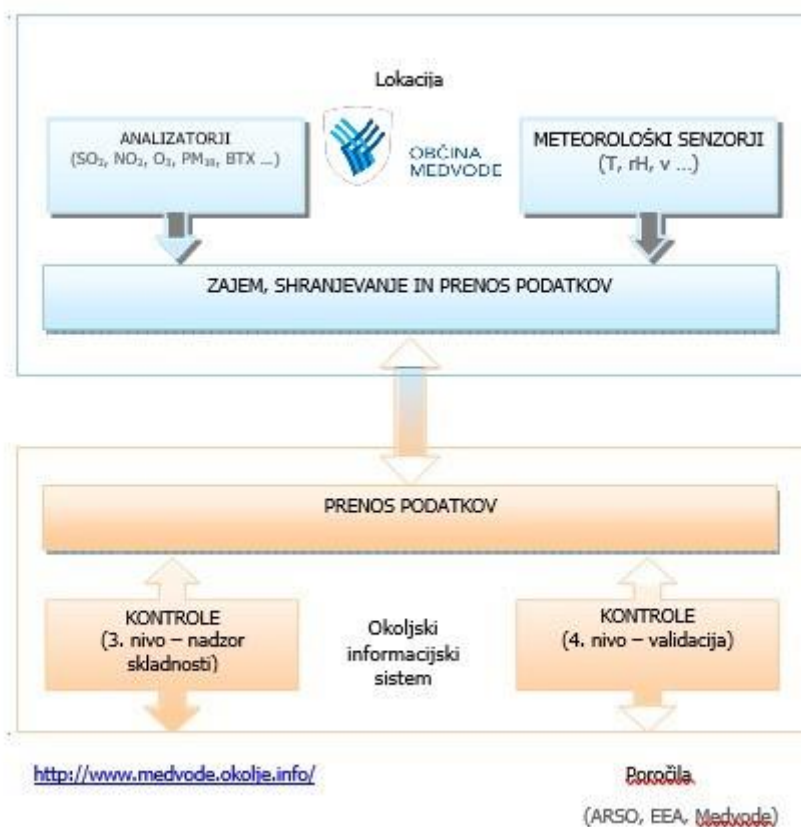 Lokacija
ANALIZATORJI
(SO₂, NO₂, O₃, PM₁₀, BTX ...)
OBČINA
MEDVODE
METEOROLOŠKI SENZORJI
(T, rH, v ...)
ZAJEM, SHRANJEVANJE IN PRENOS PODATKOV
PRENOS PODATKOV
KONTROLE
(3. nivo – nadzor
skladnosti)
Okoljski
informacijski
sistem
KONTROLE
(4. nivo – validacija)
http://www.medvode.okolje.info/
Poročila
(ARSO, EEA, Medvode)